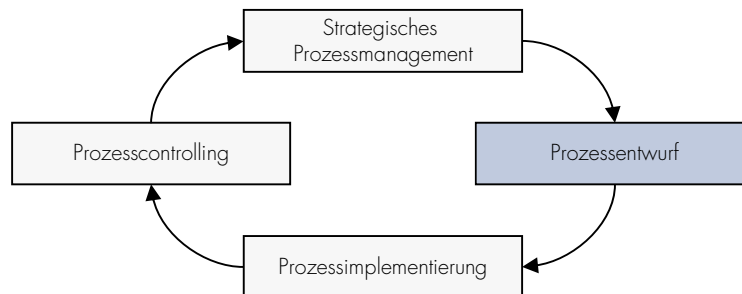 Strategisches
Prozessmanagement
Prozesscontrolling
Prozessentwurf
Prozessimplementierung